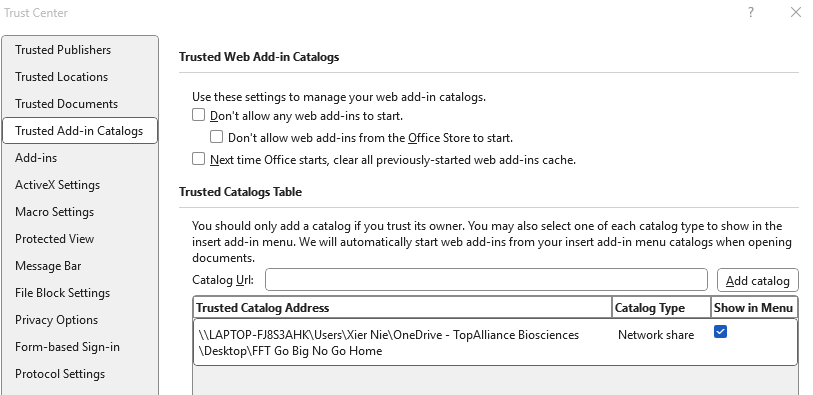 Trust Center
?
Trusted Publishers
Trusted Locations
Trusted Documents
Trusted Add-in Catalogs
Add-ins
ActiveX Settings
Macro Settings
Protected View
Message Bar
File Block Settings
Privacy Options
Form-based Sign-in
Protocol Settings
Trusted Web Add-in Catalogs
Use these settings to manage your web add-in catalogs.
Don't allow any web add-ins to start.
Don't allow web add-ins from the Office Store to start.
Next time Office starts, clear all previously-started web add-ins cache.
Trusted Catalogs Table
You should only add a catalog if you trust its owner. You may also select one of each catalog type to show in the
insert add-in menu. We will automatically start web add-ins from your insert add-in menu catalogs when opening
documents.
Catalog Url:
Add catalog
Trusted Catalog Address Catalog Type Show in Menu
\\LAPTOP-FJ8S3AHK\Users\Xier Nie\OneDrive - TopAlliance Biosciences Network share
\Desktop\FFT Go Big No Go Home